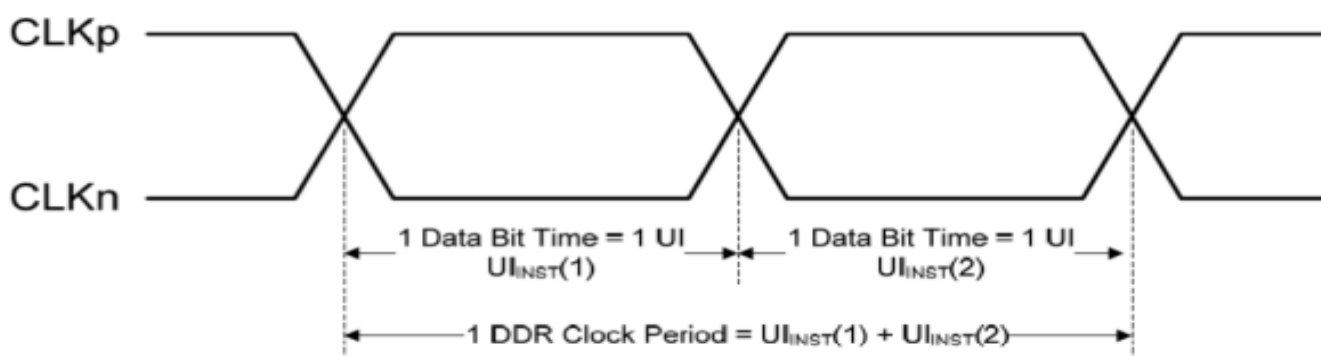 CLKp
CLKn
1 Data Bit Time = 1 UI
UIINST(1)
1 Data Bit Time = 1 UI
UIINST(2)
1 DDR Clock Period = UIINST(1) + UIINST(2)